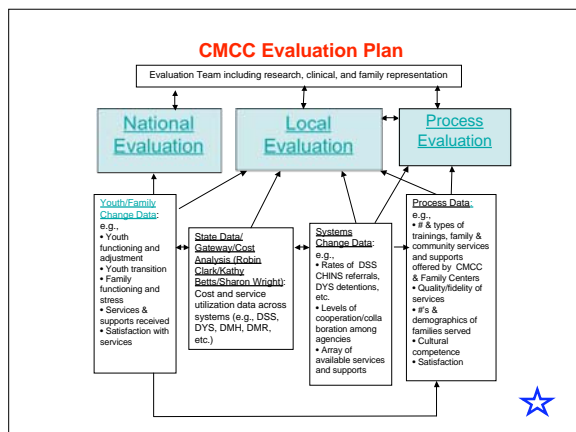 CMCC Evaluation Plan
Evaluation Team including research, clinical, and family representation
National
Evaluation
Local
Evaluation
Process
Evaluation
Youth/Family
Change Data:
e.g.,
• Youth
functioning and
adjustment
• Youth transition
• Family
functioning and
stress
• Services &
supports received
• Satisfaction with
services
State Data/
Gateway/Cost
Analysis (Robin
Clark/Kathy
Betts/Sharon Wright):
Cost and service
utilization data across
systems (e.g., DSS,
DYS, DMH, DMR,
etc.)
Systems
Change Data:
e.g.,
• Rates of DSS
CHINS referrals,
DYS detentions,
etc.
• Levels of
cooperation/colla
boration among
agencies
• Array of
available services
and supports
Process Data:
e.g.,
• # & types of
trainings, family &
community services
and supports
offered by CMCC
& Family Centers
• Quality/fidelity of
services
• #'s &
demographics of
families served
• Cultural
competence
• Satisfaction